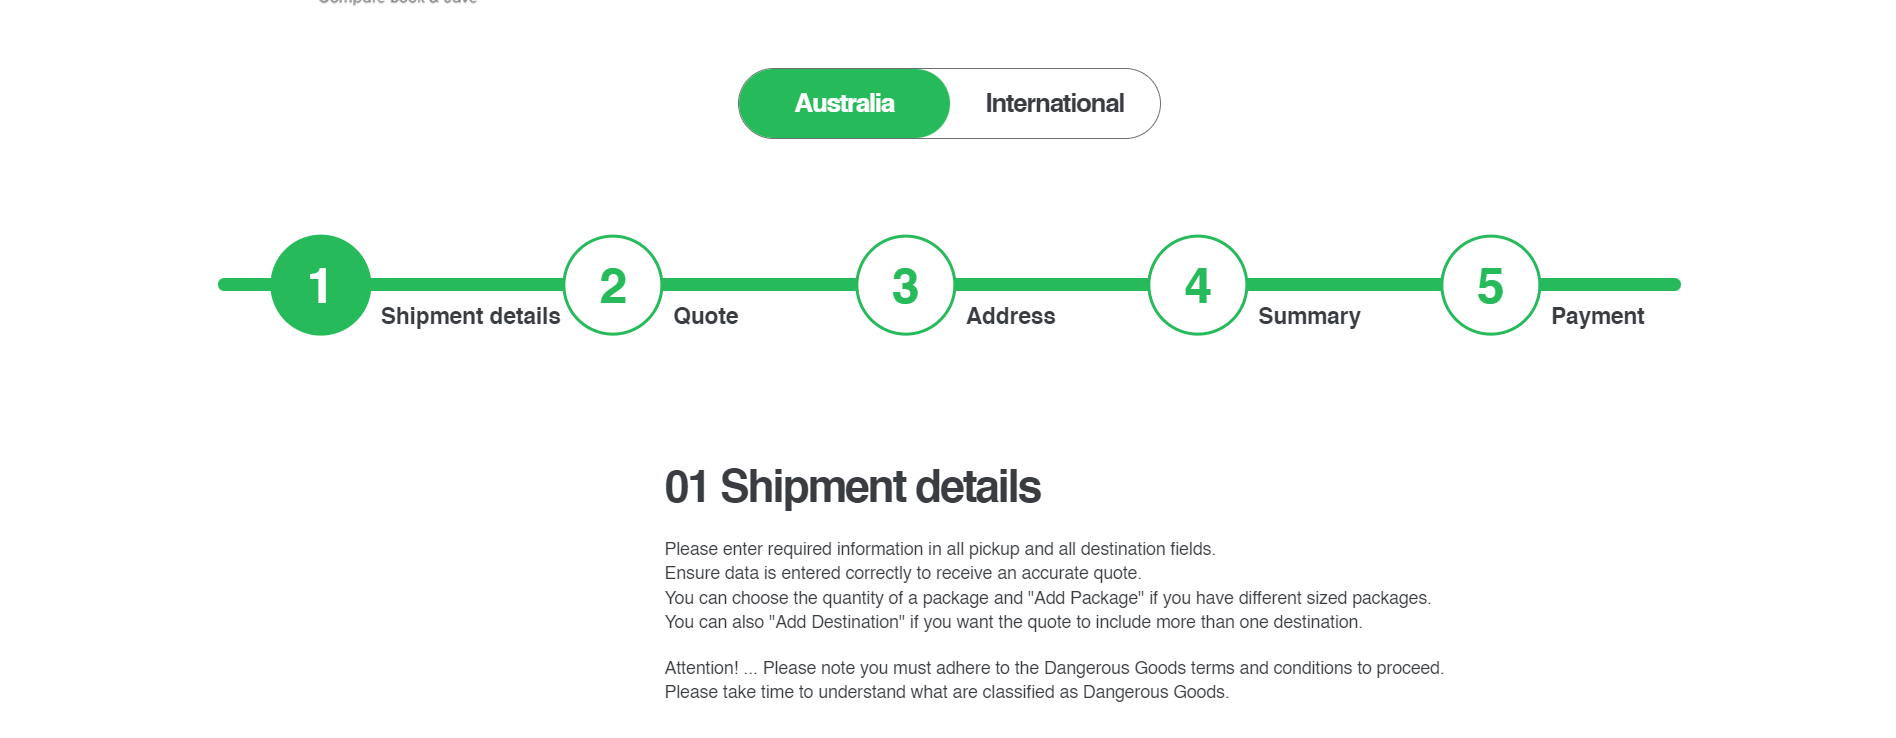 Compare Book & Save
Australia
International
1
Shipment details
2
Quote
3
Address
4
Summary
5
Payment
01 Shipment details
Please enter required information in all pickup and all destination fields.
Ensure data is entered correctly to receive an accurate quote.
You can choose the quantity of a package and "Add Package" if you have different sized packages.
You can also "Add Destination" if you want the quote to include more than one destination.
Attention! ... Please note you must adhere to the Dangerous Goods terms and conditions to proceed.
Please take time to understand what are classified as Dangerous Goods.